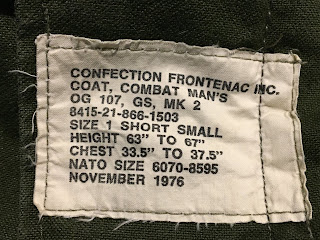 CONFECTION FRONTENAC INC.
COAT, COMBAT MAN'S
OG 107, GS, MK 2
8415-21-866-1503
SIZE 1 SHORT SMALL
HEIGHT 63" TO 67"
CHEST 33.5" TO 37.5"
NATO SIZE 6070-8595
NOVEMBER 1976